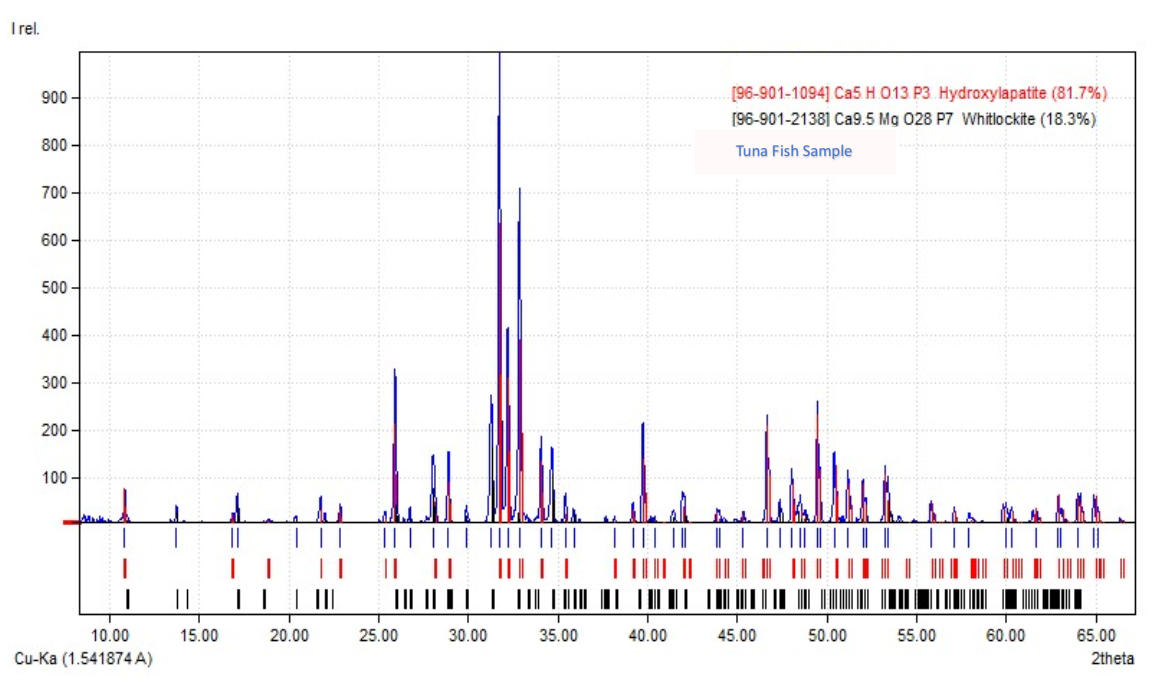 I rel.
[96-901-1094] Ca5 H O13 P3 Hydroxylapatite (81.7%)
[96-901-2138] Ca9.5 Mg O28 P7 Whitlockite (18.3%)
Tuna Fish Sample
900
800
700
600
500
400
300
200
100
10.00 15.00 20.00 25.00 30.00 35.00 40.00 45.00 50.00 55.00 60.00 65.00
Cu-Ka (1.541874 A) 2theta